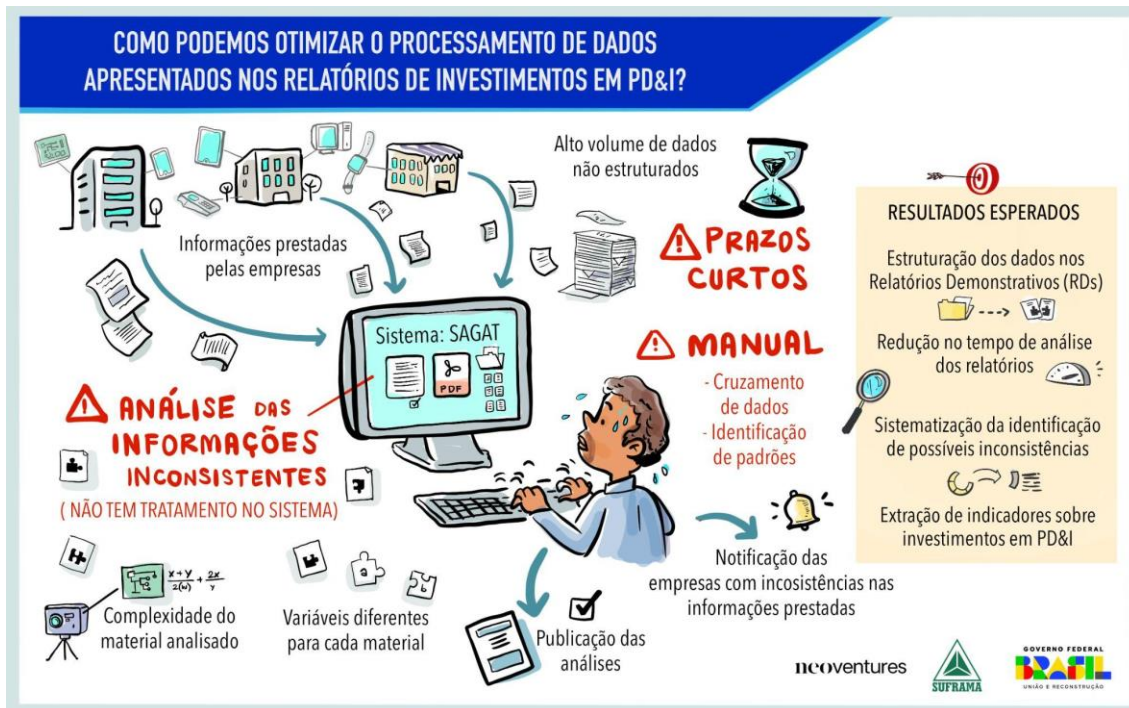 COMO PODEMOS OTIMIZAR O PROCESSAMENTO DE DADOS
APRESENTADOS NOS RELATÓRIOS DE INVESTIMENTOS EM PD&I?
Informações prestadas
pelas empresas
Alto volume de dados
não estruturados
PRAZOS
CURTOS
Sistema: SAGAT
PDF
MANUAL
- Cruzamento
de dados
- Identificação
de padrões
ANÁLISE DAS
INFORMAÇÕES
INCONSISTENTES
( NÃO TEM TRATAMENTO NO SISTEMA)
x+y
2(w)
+
2x
y
Complexidade do
material analisado
a
b
Variáveis diferentes
para cada material
Publicação das
análises
Notificação das
empresas com incosistências nas
informações prestadas
RESULTADOS ESPERADOS
Estruturação dos dados nos
Relatórios Demonstrativos (RDs)
Redução no tempo de análise
dos relatórios
Sistematização da identificação
de possíveis inconsistências
Extração de indicadores sobre
investimentos em PD&I
neoventures
SUFRAMA
GOVERNO FEDERAL
BRASIL
UNIÃO E RECONSTRUÇÃO